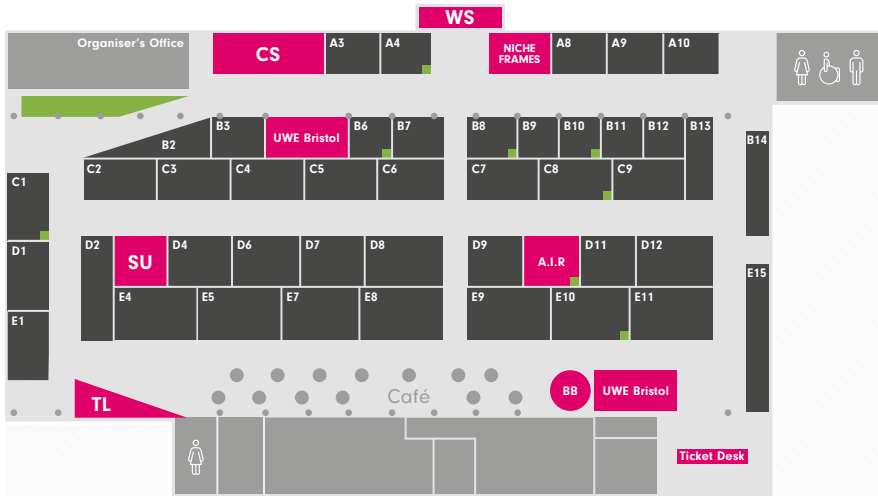 WS
Organiser's Office
CS
A3
A4
NICHE
FRAMES
A8
A9
A10
B2
B3
UWE Bristol
B6
B7
B8
B9
B10
B11
B12
B13
B14
C1
C2
C3
C4
C5
C6
C7
C8
C9
D1
D2
SU
D4
D6
D7
D8
D9
A.I.R
D11
D12
E1
E4
E5
E7
E8
E9
E10
E11
E15
TL
Café
BB
UWE Bristol
Ticket Desk